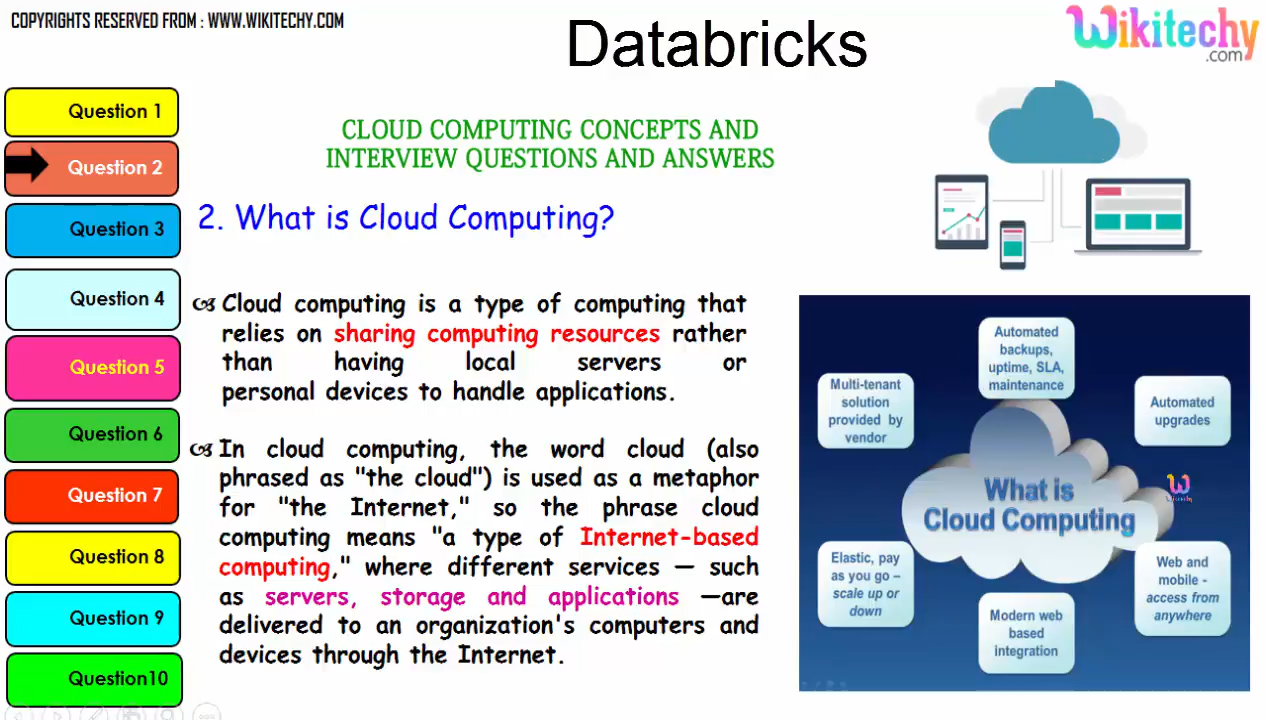 COPYRIGHTS RESERVED FROM : WWW.WIKITECHY.COM
Databricks
Wikitechy
.com
Question 1
Question 2
Question 3
Question 4
Question 5
Question 6
Question 7
Question 8
Question 9
Question10
CLOUD COMPUTING CONCEPTS AND
INTERVIEW QUESTIONS AND ANSWERS
2. What is Cloud Computing?
Cloud computing is a type of computing that
relies on sharing computing resources rather
than having local servers or
personal devices to handle applications.
In cloud computing, the word cloud (also
phrased as "the cloud") is used as a metaphor
for "the Internet," so the phrase cloud
computing means "a type of Internet-based
computing," where different services — such
as servers, storage and applications —are
delivered to an organization's computers and
devices through the Internet.
Automated
backups,
uptime, SLA,
maintenance
Multi-tenant
solution
provided by
vendor
Automated
upgrades
What is
Cloud Computing
W
Wikitechy
Elastic, pay
as you go –
scale up or
down
Web and
mobile -
access from
anywhere
Modern web
based
integration